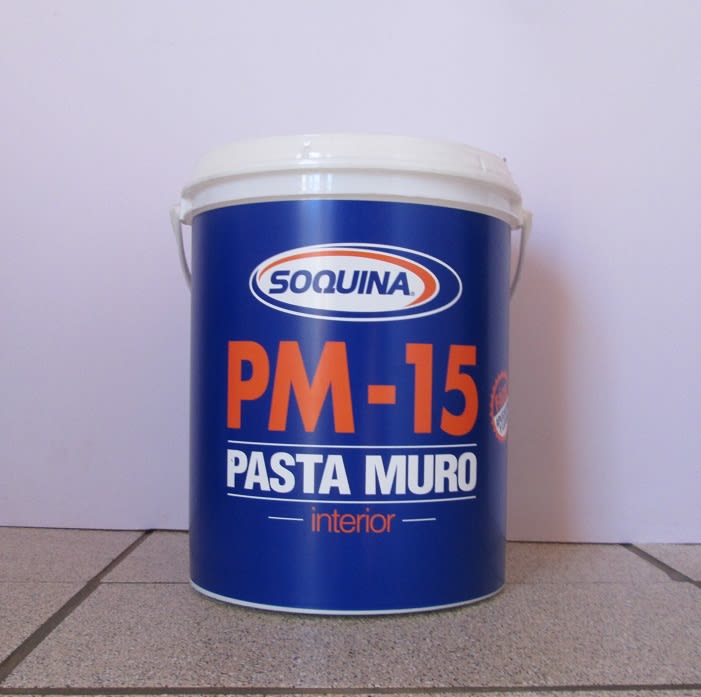 SOQUINA®
PM-15
PASTA MURO
interior